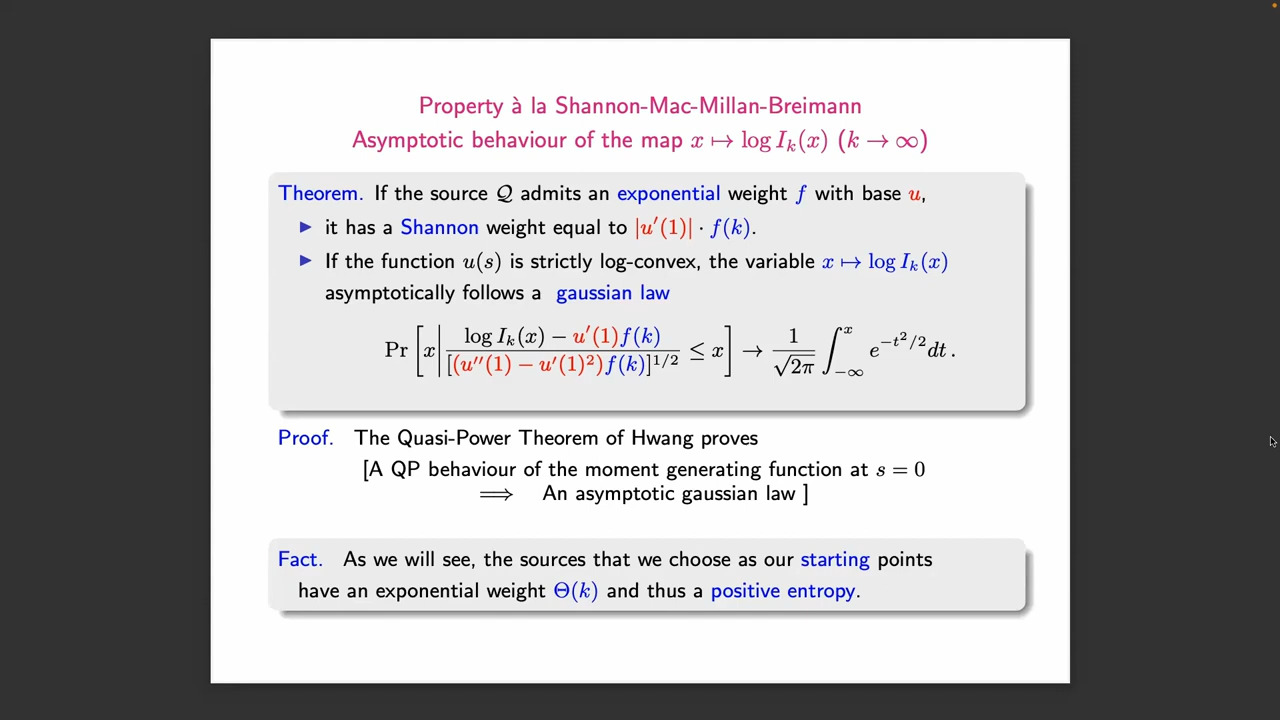 Property à la Shannon-Mac-Millan-Breimann
Asymptotic behaviour of the map x ↦ log Iₖ(x) (k → ∞)
Theorem. If the source 𝒬 admits an exponential weight f with base u,
▶ it has a Shannon weight equal to |u′(1)| · f(k).
▶ If the function u(s) is strictly log-convex, the variable x ↦ log Iₖ(x)
asymptotically follows a gaussian law
Pr [x | (log Iₖ(x) − u′(1)f(k)) / [(u″(1) − u′(1)²)f(k)]^{1/2} ≤ x] → 1/√(2π) ∫_{−∞}^{x} e^{−t²/2} dt .
Proof. The Quasi-Power Theorem of Hwang proves
[A QP behaviour of the moment generating function at s = 0
⟹ An asymptotic gaussian law ]
Fact. As we will see, the sources that we choose as our starting points
have an exponential weight Θ(k) and thus a positive entropy.